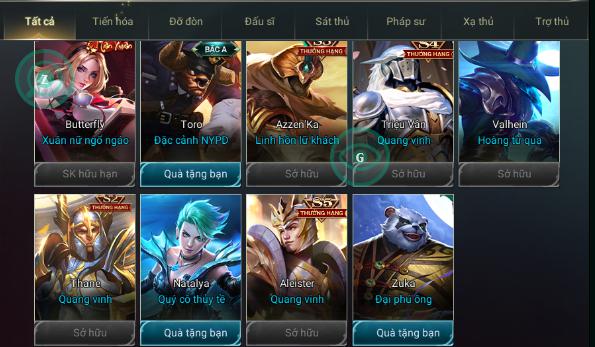 Tất cả
Tiến hóa
Đỡ đòn
Đấu sĩ
Sát thủ
Pháp sư
Xạ thủ
Trợ thủ
Z
Butterfly
Xuân nữ ngổ ngáo
SK hữu hạn
BẬC A
Toro
Đặc cảnh NYPD
Quà tặng bạn
THƯỞNG HẠNG
Azzen'Ka
Linh hồn lữ khách
Sở hữu
S4
THƯỞNG HẠNG
Triệu Vân
Quang vinh
G
Sở hữu
Valhein
Hoàng tử quạ
Sở hữu
S2
THƯỞNG HẠNG
Thane
Quang vinh
Sở hữu
Natalya
Quý cô thủy tề
Quà tặng bạn
S5
THƯỞNG HẠNG
Aleister
Quang vinh
Sở hữu
Zuka
Đại phú ông
Quà tặng bạn